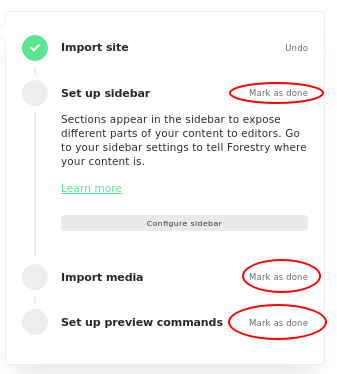 Import site Undo
Set up sidebar Mark as done
Sections appear in the sidebar to expose
different parts of your content to editors. Go
to your sidebar settings to tell Forestry where
your content is.
Learn more
Configure sidebar
Import media Mark as done
Set up preview commands Mark as done